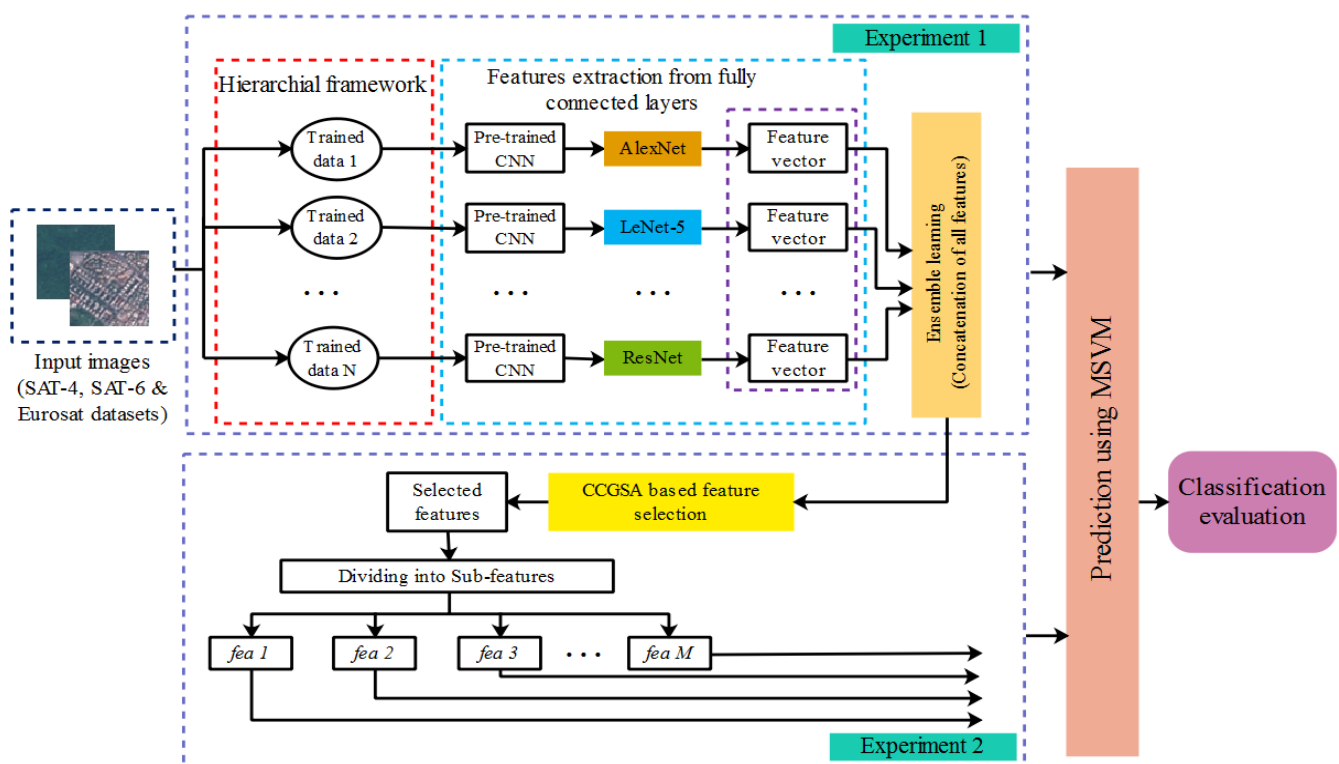 Experiment 1
Hierarchial framework
Features extraction from fully
connected layers
Trained
data 1
Pre-trained
CNN
AlexNet
Feature
vector
Trained
data 2
Pre-trained
CNN
LeNet-5
Feature
vector
. . .
. . .
. . .
. . .
Trained
data N
Pre-trained
CNN
ResNet
Feature
vector
Ensemble learning
(Concatenation of all features)
Input images
(SAT-4, SAT-6 &
Eurosat datasets)
Selected
features
CCGSA based feature
selection
Dividing into Sub-features
fea 1
fea 2
fea 3
. . .
fea M
Experiment 2
Prediction using MSVM
Classification
evaluation